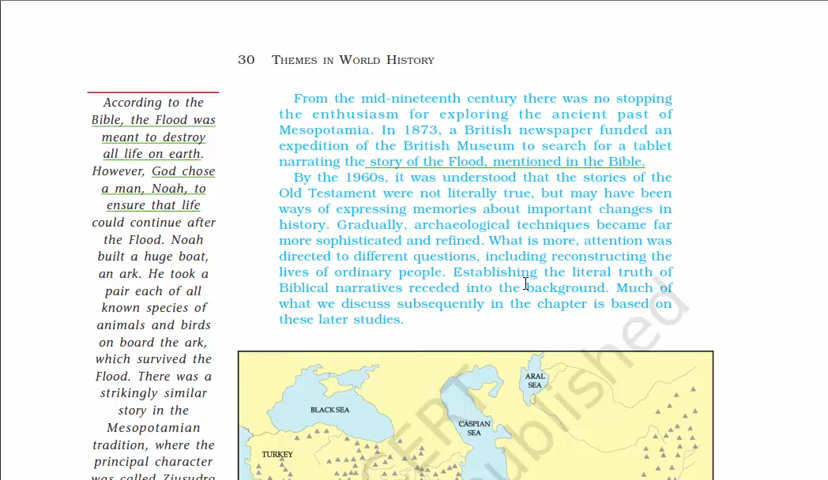 30 THEMES IN WORLD HISTORY
According to the
Bible, the Flood was
meant to destroy
all life on earth.
However, God chose
a man, Noah, to
ensure that life
could continue after
the Flood. Noah
built a huge boat,
an ark. He took a
pair each of all
known species of
animals and birds
on board the ark,
which survived the
Flood. There was a
strikingly similar
story in the
Mesopotamian
tradition, where the
principal character
was called Ziusudra
From the mid-nineteenth century there was no stopping
the enthusiasm for exploring the ancient past of
Mesopotamia. In 1873, a British newspaper funded an
expedition of the British Museum to search for a tablet
narrating the story of the Flood, mentioned in the Bible.
By the 1960s, it was understood that the stories of the
Old Testament were not literally true, but may have been
ways of expressing memories about important changes in
history. Gradually, archaeological techniques became far
more sophisticated and refined. What is more, attention was
directed to different questions, including reconstructing the
lives of ordinary people. Establishing the literal truth of
Biblical narratives receded into the background. Much of
what we discuss subsequently in the chapter is based on
these later studies.
ARAL
SEA
BLACK SEA
CASPIAN
SEA
TURKEY
published